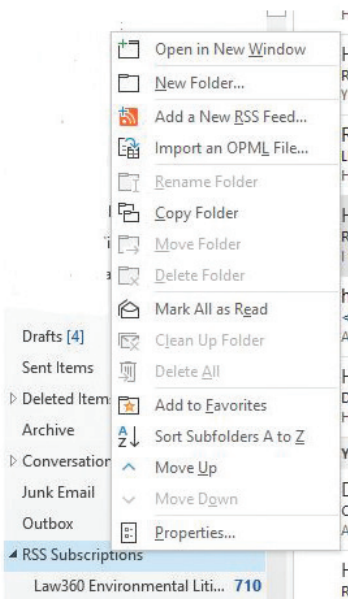 Open in New Window
New Folder...
Add a New RSS Feed...
Import an OPML File...
Rename Folder
Copy Folder
Move Folder
Delete Folder
Mark All as Read
Clean Up Folder
Delete All
Add to Favorites
Sort Subfolders A to Z
Move Up
Move Down
Properties...
Drafts [4]
Sent Items
Deleted Item
Archive
Conversation
Junk Email
Outbox
RSS Subscriptions
Law360 Environmental Liti... 710